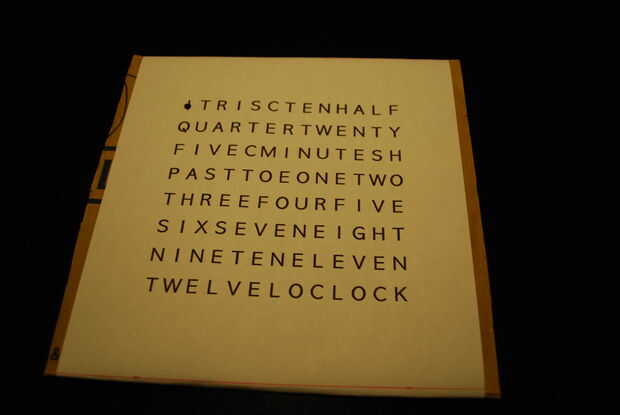 TRISCTENHALF
QUARTERTWENTY
FIVECMINUTESH
PASTTOEONETWO
THREEFOURFIVE
SIXSEVENEIGHT
NINETENELEVEN
TWELVELOCLOCK